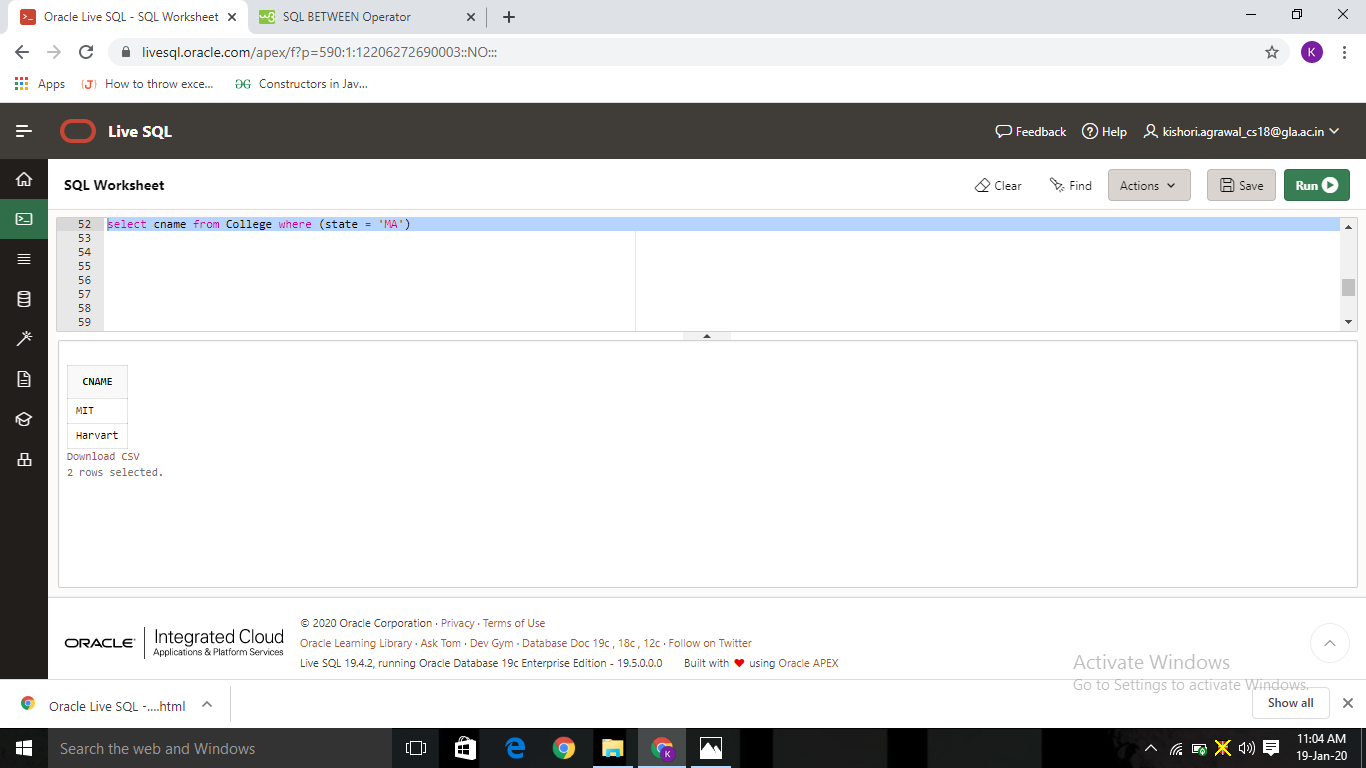 Oracle Live SQL - SQL Worksheet
SQL BETWEEN Operator
livesql.oracle.com/apex/f?p=590:1:12206272690003::NO:::
K
Apps
{J} How to throw exce...
Constructors in Jav...
Live SQL
Feedback
Help
kishori.agrawal_cs18@gla.ac.in
SQL Worksheet
Clear
Find
Actions
Save
Run
52 select cname from College where (state = 'MA')
53
54
55
56
57
58
59
CNAME
MIT
Harvart
Download CSV
2 rows selected.
ORACLE
Integrated Cloud
Applications & Platform Services
© 2020 Oracle Corporation · Privacy · Terms of Use
Oracle Learning Library · Ask Tom · Dev Gym · Database Doc 19c, 18c, 12c · Follow on Twitter
Live SQL 19.4.2, running Oracle Database 19c Enterprise Edition - 19.5.0.0.0 Built with ♥ using Oracle APEX
Activate Windows
Go to Settings to activate Windows.
Oracle Live SQL -....html
Show all
Search the web and Windows
K
11:04 AM
19-Jan-20